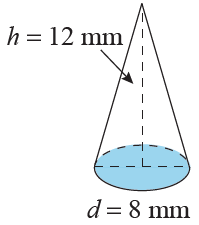 h = 12 mm
d = 8 mm